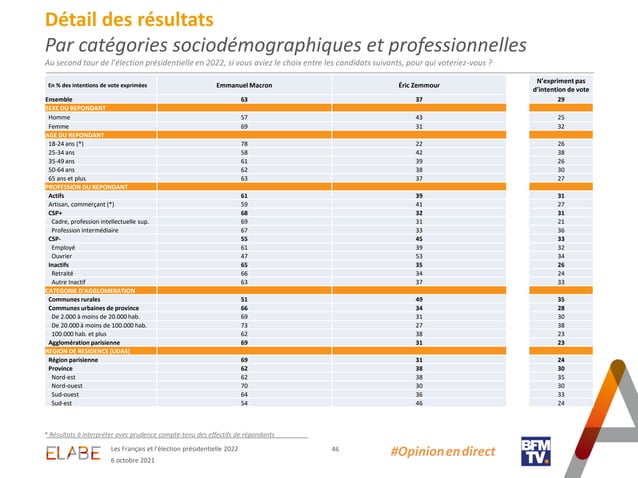 Détail des résultats
Par catégories sociodémographiques et professionnelles
Au second tour de l'élection présidentielle en 2022, si vous aviez le choix entre les candidats suivants, pour qui voteriez-vous ?
En % des intentions de vote exprimées Emmanuel Macron Éric Zemmour N'expriment pas d'intention de vote
Ensemble 63 37 29
SEXE DU REPONDANT
Homme 57 43 25
Femme 69 31 32
AGE DU REPONDANT
18-24 ans (*) 78 22 26
25-34 ans 58 42 38
35-49 ans 61 39 26
50-64 ans 62 38 30
65 ans et plus 63 37 27
PROFESSION DU REPONDANT
Actifs 61 39 31
Artisan, commerçant (*) 59 41 27
CSP+ 68 32 31
Cadre, profession intellectuelle sup. 69 31 21
Profession intermédiaire 67 33 36
CSP- 55 45 33
Employé 61 39 32
Ouvrier 47 53 34
Inactifs 65 35 26
Retraité 66 34 24
Autre Inactif 63 37 33
CATEGORIE D'AGGLOMERATION
Communes rurales 51 49 35
Communes urbaines de province 66 34 28
De 2.000 à moins de 20.000 hab. 69 31 30
De 20.000 à moins de 100.000 hab. 73 27 38
100.000 hab. et plus 62 38 23
Agglomération parisienne 69 31 23
REGION DE RESIDENCE (UDA5)
Région parisienne 69 31 24
Province 62 38 30
Nord-est 62 38 35
Nord-ouest 70 30 30
Sud-ouest 64 36 33
Sud-est 54 46 24
* Résultats à interpréter avec prudence compte-tenu des effectifs de répondants
ELABE
Les Français et l'élection présidentielle 2022
6 octobre 2021
46
#Opinion en direct
BFM
TV.